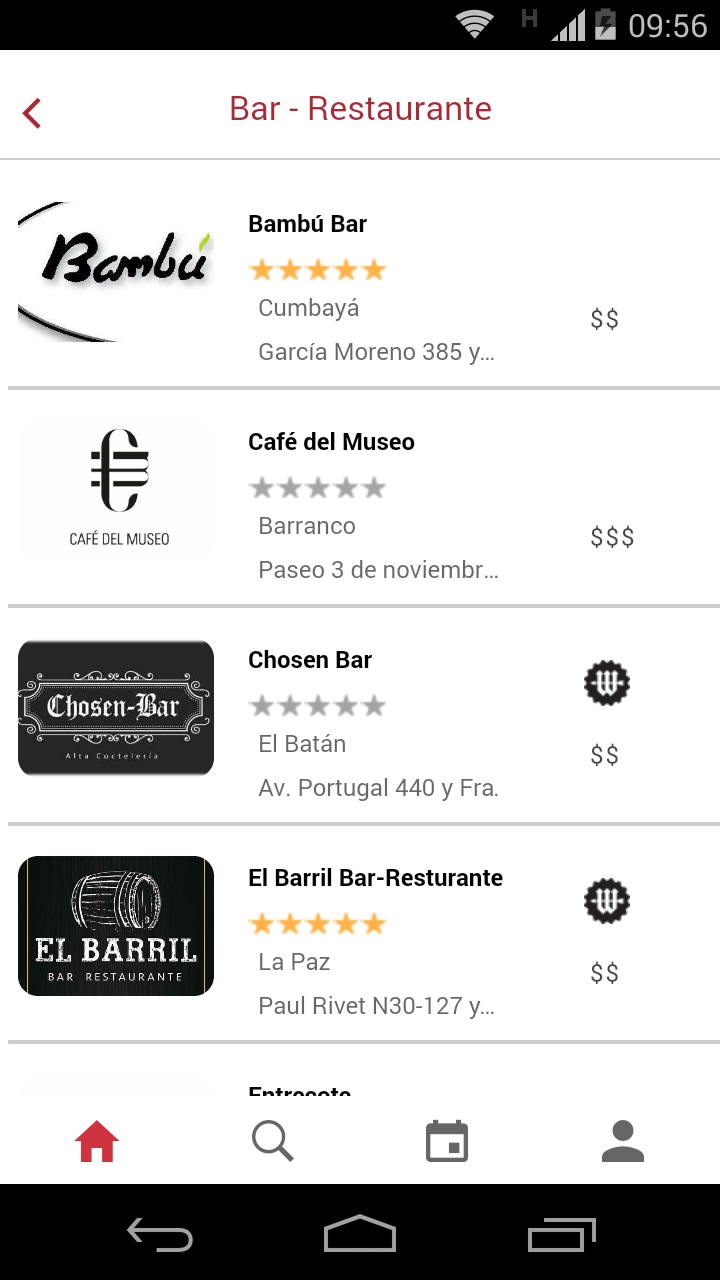 H 09:56
Bar - Restaurante
Bambú
Bambú Bar
Cumbayá
$$
García Moreno 385 y...
CAFÉ DEL MUSEO
Café del Museo
Barranco
$$$
Paseo 3 de noviembr...
Chosen-Bar
Alta Coctelería
Chosen Bar
W
El Batán
$$
Av. Portugal 440 y Fra.
EL BARRIL
BAR RESTAURANTE
El Barril Bar-Resturante
W
La Paz
$$
Paul Rivet N30-127 y...
Entrecote